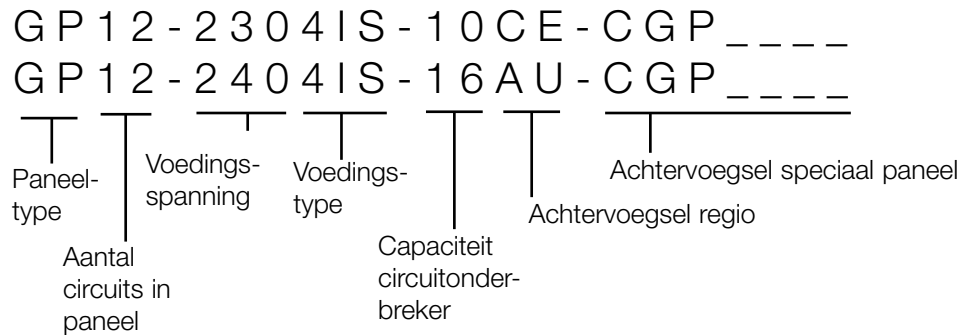 GP12-2304IS-10CE-CGP____
GP12-2404IS-16AU-CGP____
Paneel-
type
Aantal
circuits in
paneel
Voedings-
spanning
Voedings-
type
Capaciteit
circuitonder-
breker
Achtervoegsel regio
Achtervoegsel speciaal paneel